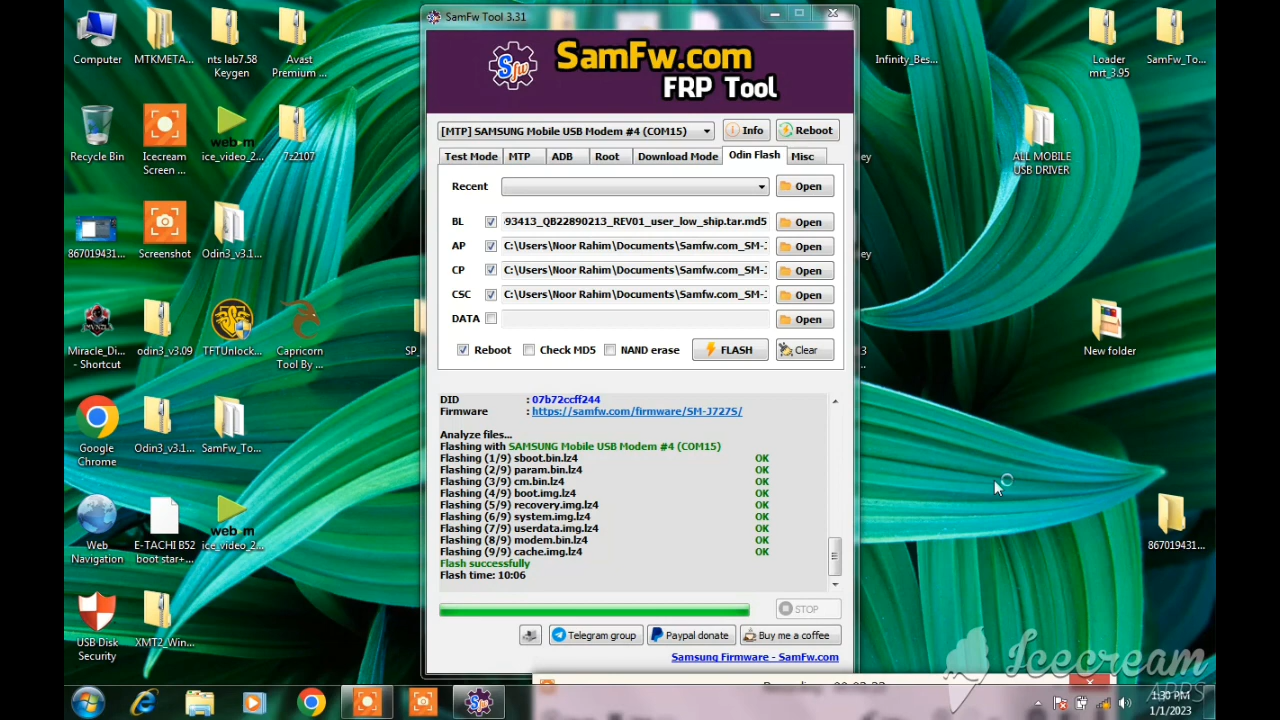 SamFw Tool 3.31
SamFw.com
FRP Tool
[MTP] SAMSUNG Mobile USB Modem #4 (COM15)
Info
Reboot
Test Mode
MTP
ADB
Root
Download Mode
Odin Flash
Misc
Recent
Open
BL
93413_QB22890213_REV01_user_low_ship.tar.md5
Open
AP
C:\Users\Noor Rahim\Documents\Samfw.com_SM-J
Open
CP
C:\Users\Noor Rahim\Documents\Samfw.com_SM-J
Open
CSC
C:\Users\Noor Rahim\Documents\Samfw.com_SM-J
Open
DATA
Open
Reboot
Check MD5
NAND erase
FLASH
Clear
DID : 07b72ccff244
Firmware : https://samfw.com/firmware/SM-J727S/
Analyze files...
Flashing with SAMSUNG Mobile USB Modem #4 (COM15)
Flashing (1/9) sboot.bin.lz4 OK
Flashing (2/9) param.bin.lz4 OK
Flashing (3/9) cm.bin.lz4 OK
Flashing (4/9) boot.img.lz4 OK
Flashing (5/9) recovery.img.lz4 OK
Flashing (6/9) system.img.lz4 OK
Flashing (7/9) userdata.img.lz4 OK
Flashing (8/9) modem.bin.lz4 OK
Flashing (9/9) cache.img.lz4 OK
Flash successfully
Flash time: 10:06
STOP
Telegram group
Paypal donate
Buy me a coffee
Samsung Firmware - SamFw.com
Computer
MTKMETA...
nts lab7.58
Keygen
Avast
Premium ...
Recycle Bin
Icecream
Screen ...
web m
ice_video_2...
7z2107
867019431...
Screenshot
Odin3_v3.1...
Miracle_Di...
- Shortcut
odin3_v3.09
TFTUnlock...
Capricorn
Tool By ...
SP_
Google
Chrome
Odin3_v3.1...
SamFw_To...
Web
Navigation
E-TACHI B52
boot star+...
web m
ice_video_2...
USB Disk
Security
XMT2_Win...
Infinity_Bes...
Loader
mrt_3.95
SamFw_To...
ey
ALL MOBILE
USB DRIVER
ey
New folder
867019431...
Icecream
APPS
1:30 PM
1/1/2023